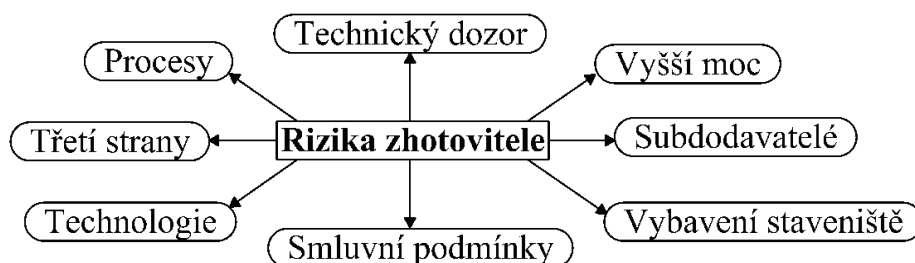 Technický dozor
Procesy
Vyšší moc
Třetí strany
Rizika zhotovitele
Subdodavatelé
Technologie
Smluvní podmínky
Vybavení staveniště